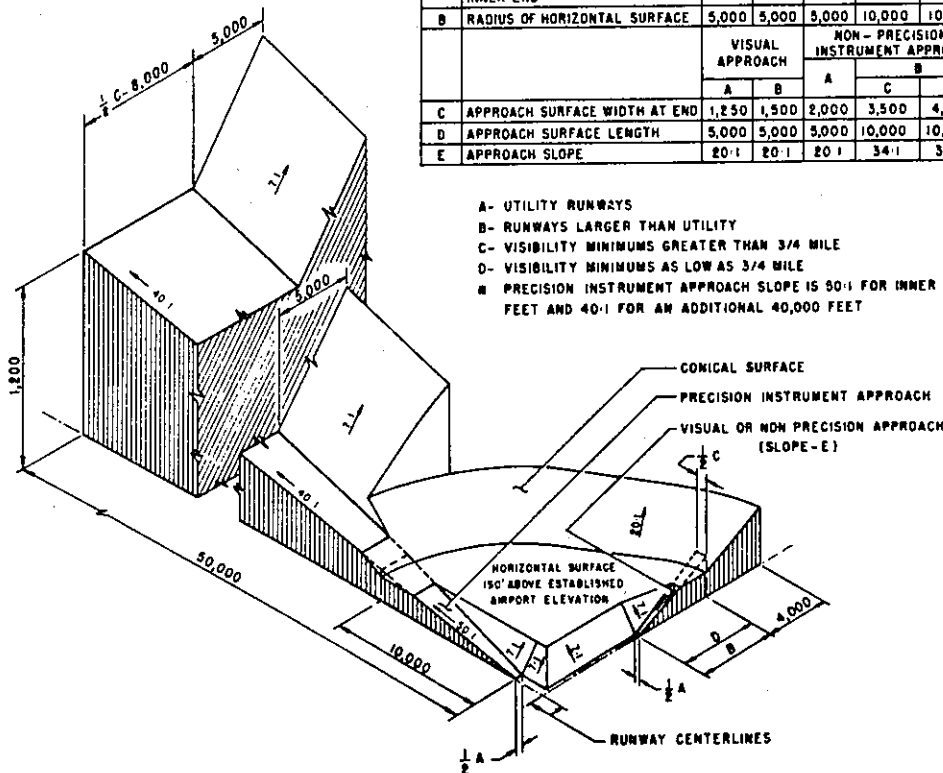 B RADIUS OF HORIZONTAL SURFACE 5,000 5,000 5,000 10,000
VISUAL APPROACH
NON-PRECISION
A B A B
C
C APPROACH SURFACE WIDTH AT END 1,250 1,500 2,000 3,500
D APPROACH SURFACE LENGTH 5,000 5,000 5,000 10,000
E APPROACH SLOPE 20:1 20:1 20:1 34:1
A- UTILITY RUNWAYS
B- RUNWAYS LARGER THAN UTILITY
C- VISIBILITY MINIMUMS GREATER THAN 3/4 MILE
D- VISIBILITY MINIMUMS AS LOW AS 3/4 MILE
* PRECISION INSTRUMENT APPROACH SLOPE IS 50:1 FOR INNER
FEET AND 40:1 FOR AN ADDITIONAL 40,000 FEET
5,000
1/2 C-8,000
7:1
40:1
5,000
1,200
7:1
40:1
CONICAL SURFACE
PRECISION INSTRUMENT APPROACH
VISUAL OR NON PRECISION APPROACH
(SLOPE-E)
1/2 C
20:1
HORIZONTAL SURFACE
150' ABOVE ESTABLISHED
AIRPORT ELEVATION
50,000
50:1
7:1
7:1
7:1
7:1
4,000
D
B
10,000
1/2 A
RUNWAY CENTERLINES
1/2 A